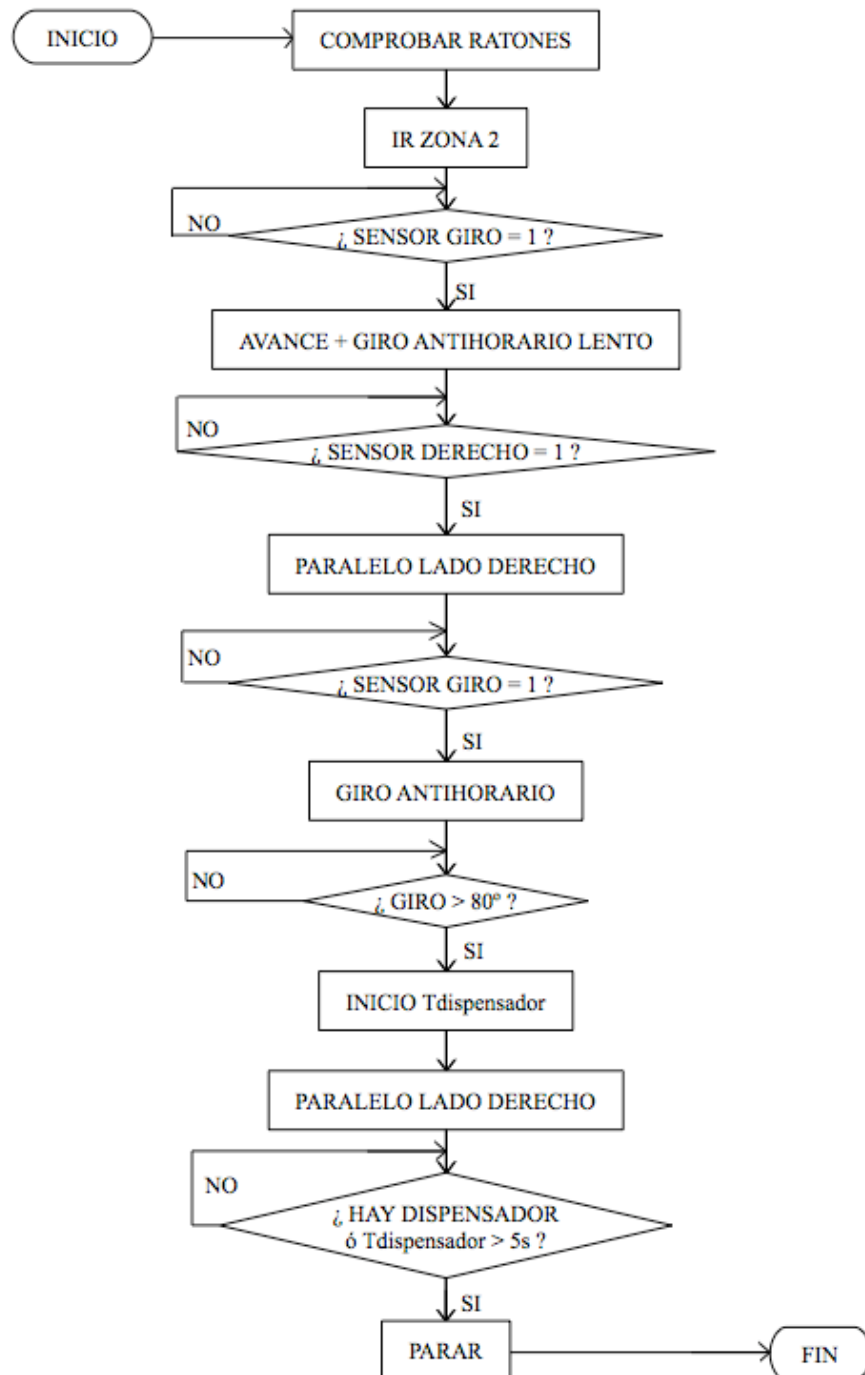 INICIO
COMPROBAR RATONES
IR ZONA 2
NO
¿ SENSOR GIRO = 1 ?
SI
AVANCE + GIRO ANTIHORARIO LENTO
NO
¿ SENSOR DERECHO = 1 ?
SI
PARALELO LADO DERECHO
NO
¿ SENSOR GIRO = 1 ?
SI
GIRO ANTIHORARIO
NO
¿ GIRO > 80º ?
SI
INICIO Tdispensador
PARALELO LADO DERECHO
NO
¿ HAY DISPENSADOR
ó Tdispensador > 5s ?
SI
PARAR
FIN